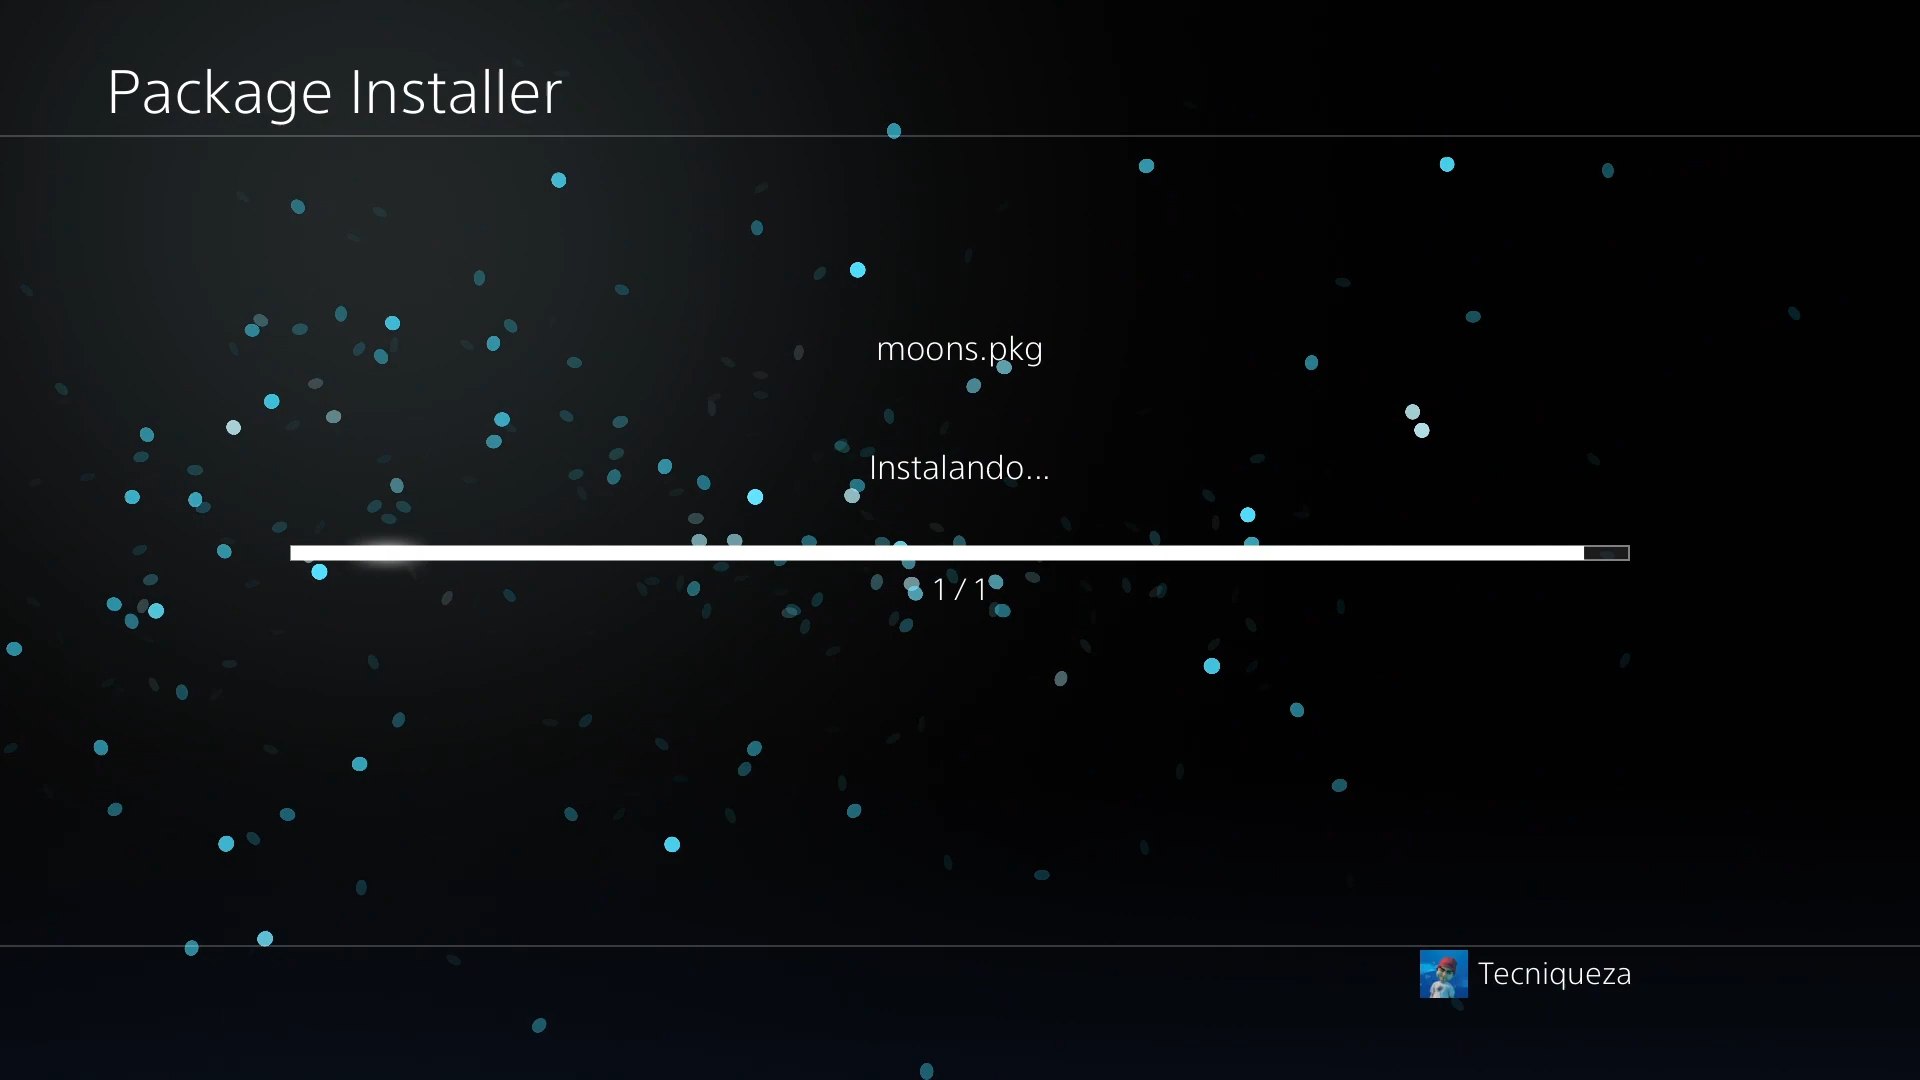 Package Installer
moons.pkg
Instalando...
1 / 1
Tecniqueza